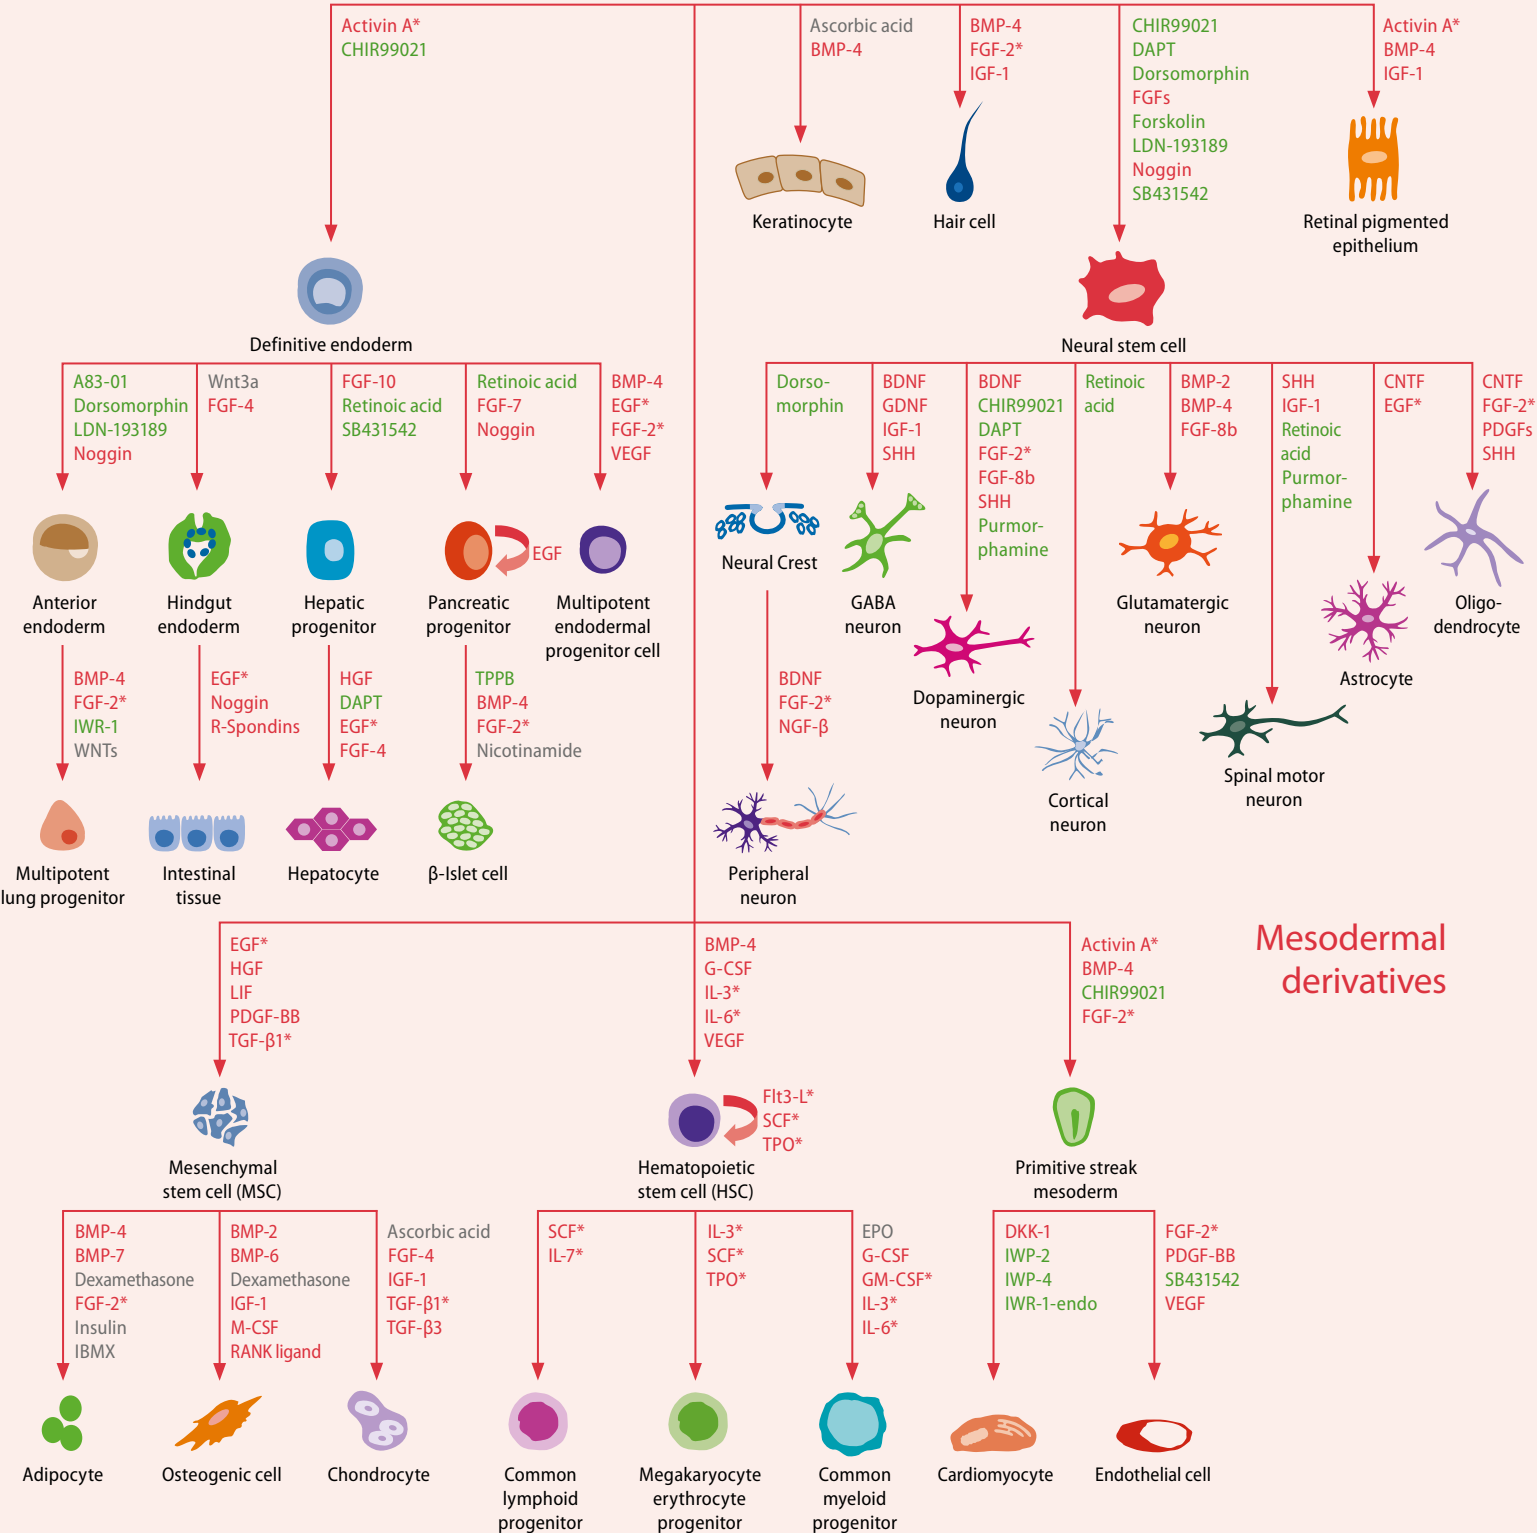 Activin A*
CHIR99021
Ascorbic acid
BMP-4
BMP-4
FGF-2*
IGF-1
CHIR99021
DAPT
Dorsomorphin
FGFs
Forskolin
LDN-193189
Noggin
SB431542
Activin A*
BMP-4
IGF-1
Keratinocyte
Hair cell
Retinal pigmented
epithelium
Definitive endoderm
Neural stem cell
A83-01
Dorsomorphin
LDN-193189
Noggin
Wnt3a
FGF-4
FGF-10
Retinoic acid
SB431542
Retinoic acid
FGF-7
Noggin
BMP-4
EGF*
FGF-2*
VEGF
Dorso-
morphin
BDNF
GDNF
IGF-1
SHH
BDNF
CHIR99021
DAPT
FGF-2*
FGF-8b
SHH
Purmor-
phamine
Retinoic
acid
BMP-2
BMP-4
FGF-8b
SHH
IGF-1
Retinoic
acid
Purmor-
phamine
CNTF
EGF*
CNTF
FGF-2*
PDGFs
SHH
EGF
Anterior
endoderm
Hindgut
endoderm
Hepatic
progenitor
Pancreatic
progenitor
Multipotent
endodermal
progenitor cell
Neural Crest
GABA
neuron
Dopaminergic
neuron
Cortical
neuron
Glutamatergic
neuron
Spinal motor
neuron
Astrocyte
Oligo-
dendrocyte
BMP-4
FGF-2*
IWR-1
WNTs
EGF*
Noggin
R-Spondins
HGF
DAPT
EGF*
FGF-4
TPPB
BMP-4
FGF-2*
Nicotinamide
BDNF
FGF-2*
NGF-β
Multipotent
lung progenitor
Intestinal
tissue
Hepatocyte
β-Islet cell
Peripheral
neuron
Mesodermal
derivatives
EGF*
HGF
LIF
PDGF-BB
TGF-β1*
BMP-4
G-CSF
IL-3*
IL-6*
VEGF
Activin A*
BMP-4
CHIR99021
FGF-2*
Flt3-L*
SCF*
TPO*
Mesenchymal
stem cell (MSC)
Hematopoietic
stem cell (HSC)
Primitive streak
mesoderm
BMP-4
BMP-7
Dexamethasone
FGF-2*
Insulin
IBMX
BMP-2
BMP-6
Dexamethasone
IGF-1
M-CSF
RANK ligand
Ascorbic acid
FGF-4
IGF-1
TGF-β1*
TGF-β3
SCF*
IL-7*
IL-3*
SCF*
TPO*
EPO
G-CSF
GM-CSF*
IL-3*
IL-6*
DKK-1
IWP-2
IWP-4
IWR-1-endo
FGF-2*
PDGF-BB
SB431542
VEGF
Adipocyte
Osteogenic cell
Chondrocyte
Common
lymphoid
progenitor
Megakaryocyte
erythrocyte
progenitor
Common
myeloid
progenitor
Cardiomyocyte
Endothelial cell